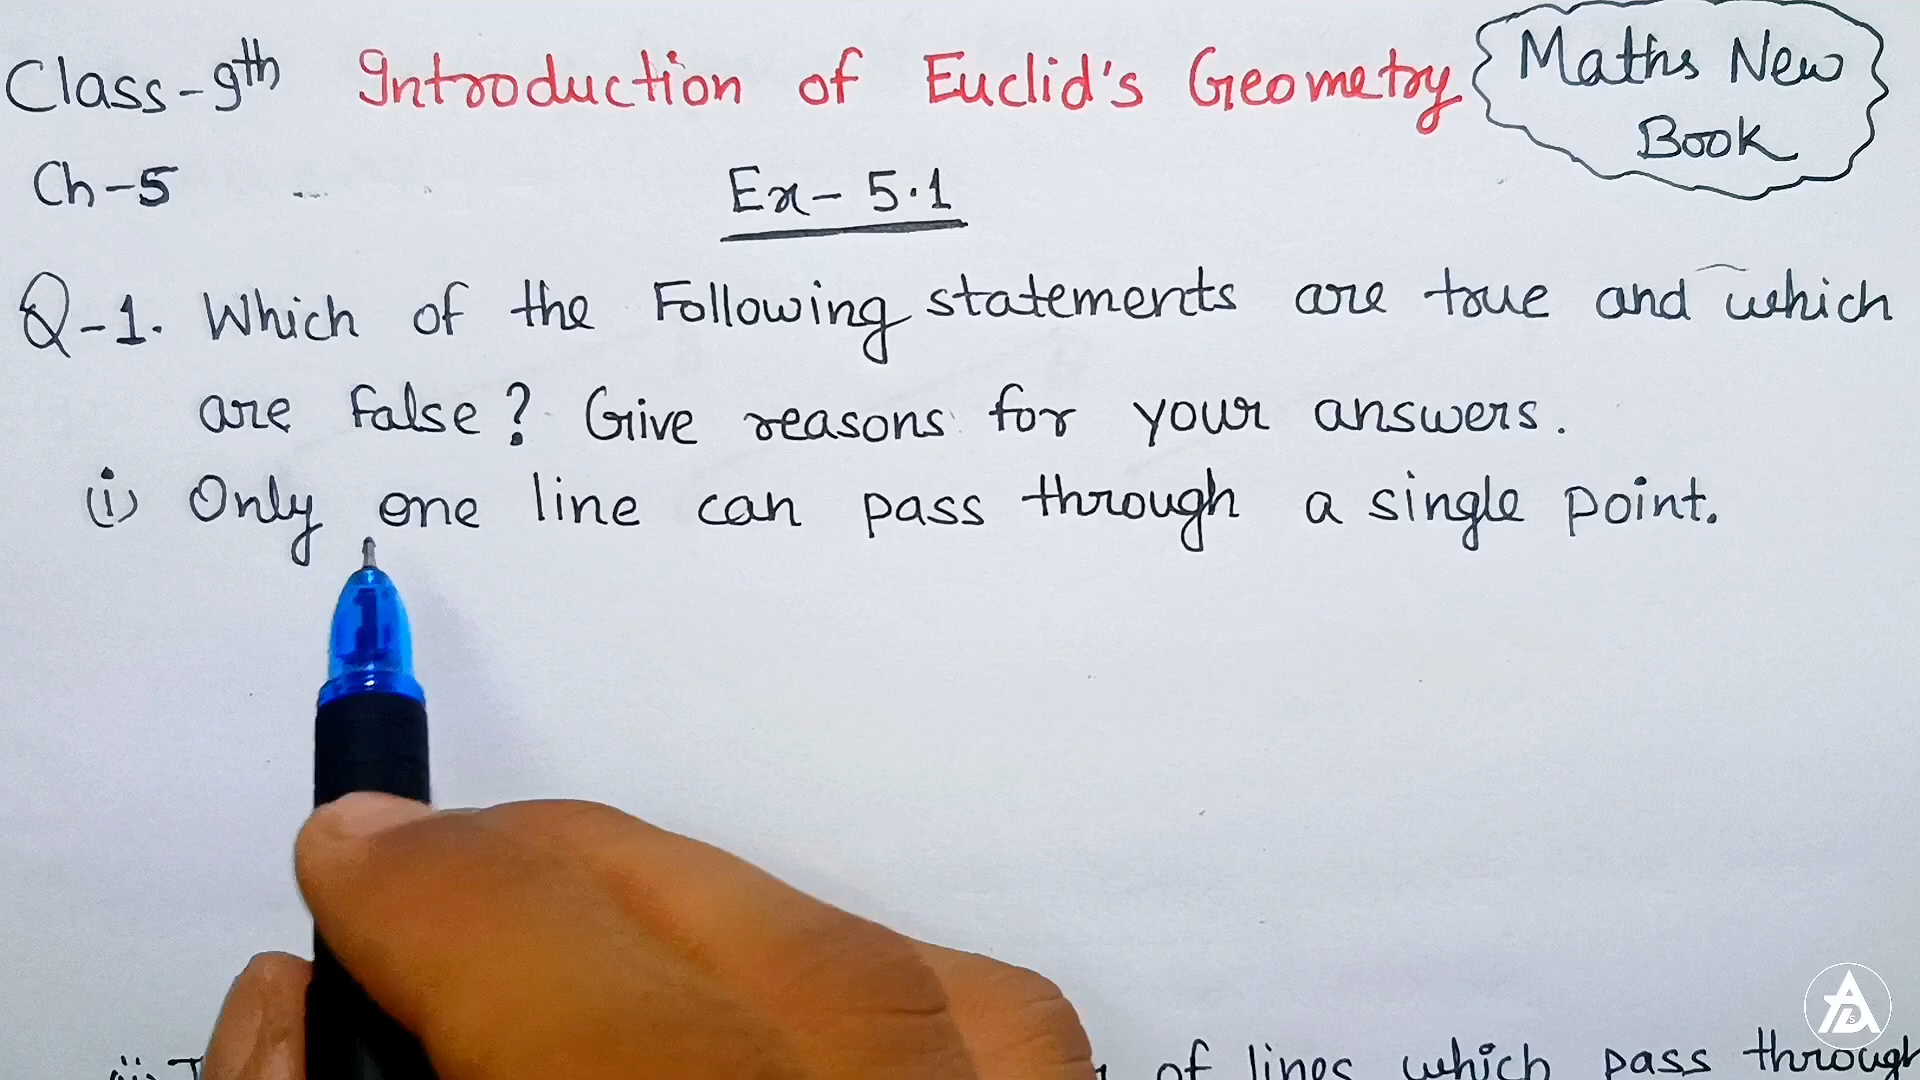 Class-9th Introduction of Euclid's Geometry
Maths New
Book
Ch-5
Ex- 5.1
Q-1. Which of the Following statements are true and which
are False? Give reasons for your answers.
(i) Only one line can pass through a single point.
of lines which pass through